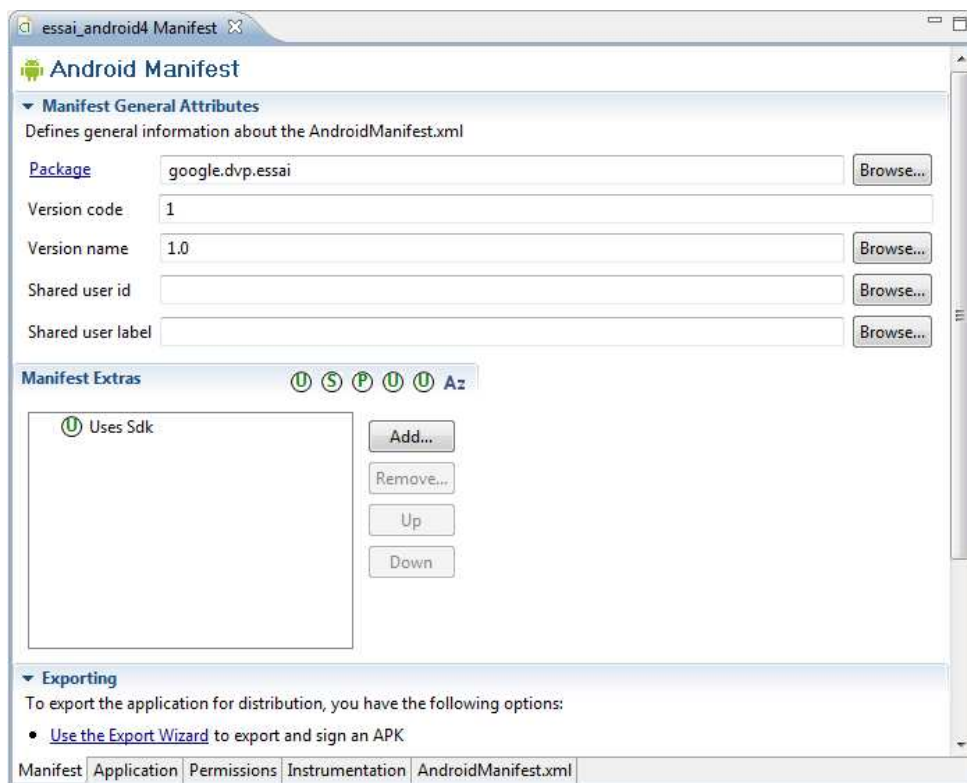 essai_android4 Manifest
Android Manifest
Manifest General Attributes
Defines general information about the AndroidManifest.xml
Package google.dvp.essai Browse...
Version code 1
Version name 1.0 Browse...
Shared user id Browse...
Shared user label Browse...
Manifest Extras U S P U U Az
U Uses Sdk
Add...
Remove...
Up
Down
Exporting
To export the application for distribution, you have the following options:
• Use the Export Wizard to export and sign an APK
Manifest Application Permissions Instrumentation AndroidManifest.xml